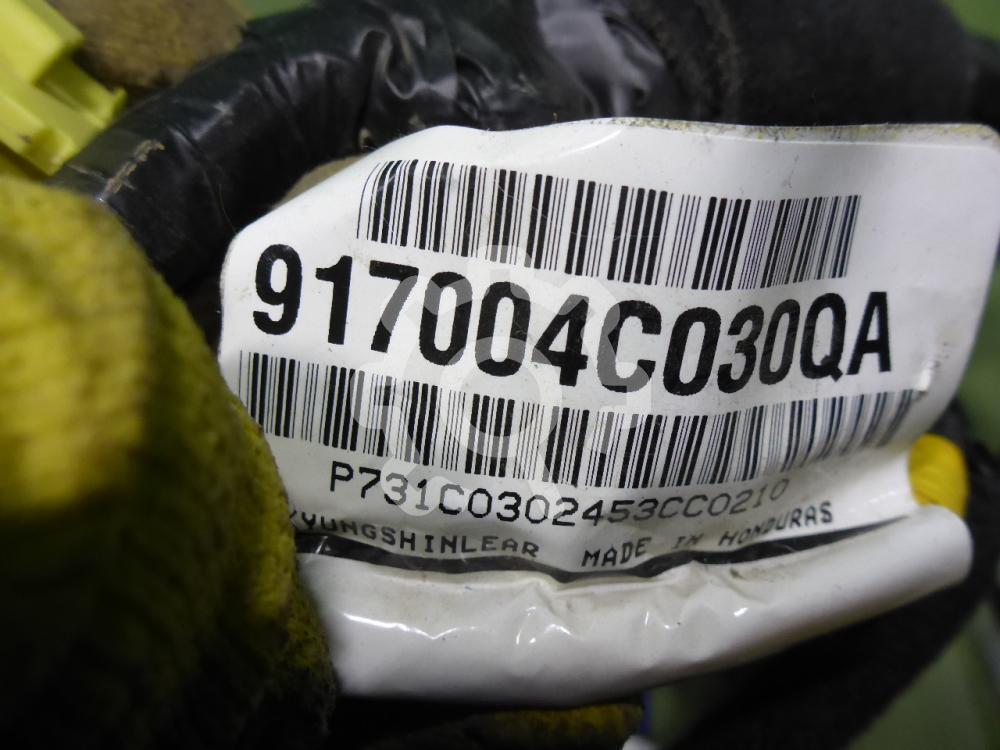 917004C030QA
P731C0302453CC0210
KYUNGSHINLEAR MADE IN HONDURAS